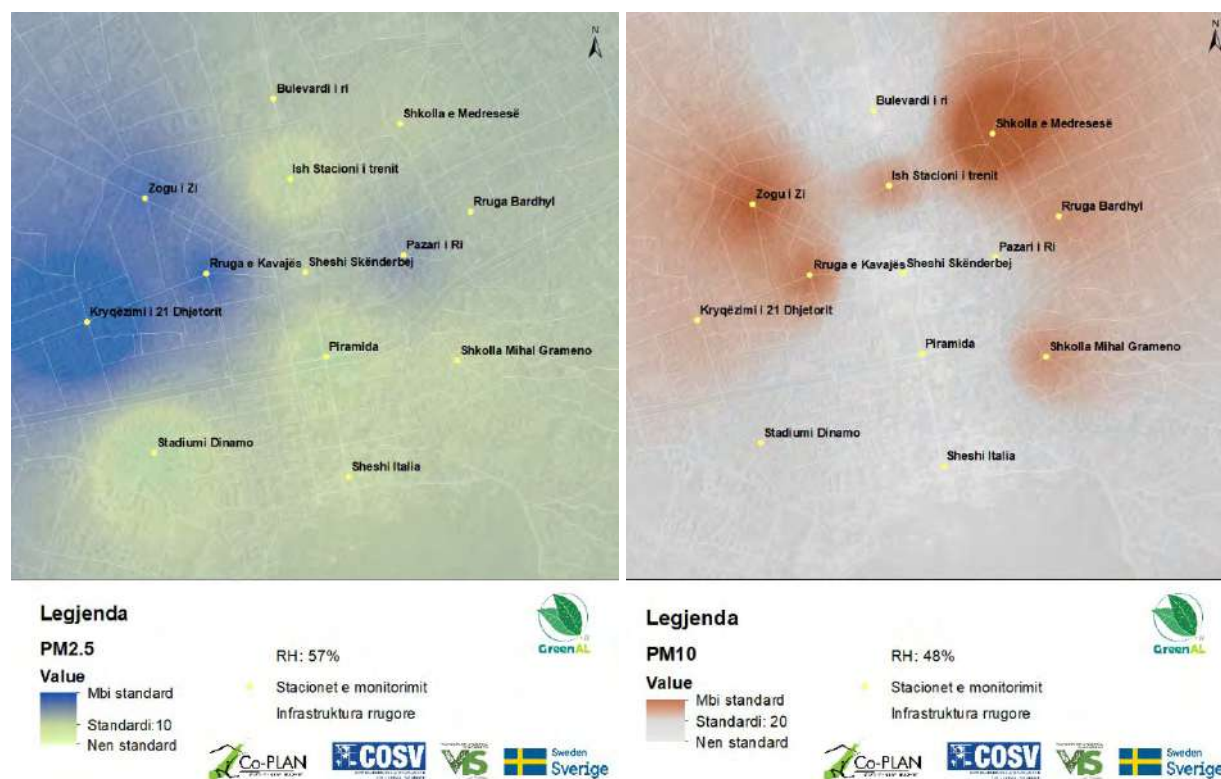 N
Bulevardi i ri
Shkolla e Medresesë
Ish Stacioni i trenit
Zogu i Zi
Rruga Bardhyl
Pazari i Ri
Rruga e Kavajës
Sheshi Skënderbej
Kryqëzimi i 21 Dhjetorit
Piramida
Shkolla Mihal Grameno
Stadiumi Dinamo
Sheshi Italia
Legjenda
PM2.5
Value
Mbi standard
Standardi: 10
Nen standard
RH: 57%
Stacionet e monitorimit
Infrastruktura rrugore
GreenAL
Co-PLAN
COSV
VIS
Sweden
Sverige
N
Bulevardi i ri
Shkolla e Medresesë
Ish Stacioni i trenit
Zogu i Zi
Rruga Bardhyl
Pazari i Ri
Rruga e Kavajës
Sheshi Skënderbej
Kryqëzimi i 21 Dhjetorit
Piramida
Shkolla Mihal Grameno
Stadiumi Dinamo
Sheshi Italia
Legjenda
PM10
Value
Mbi standard
Standardi: 20
Nen standard
RH: 48%
Stacionet e monitorimit
Infrastruktura rrugore
GreenAL
Co-PLAN
COSV
VIS
Sweden
Sverige